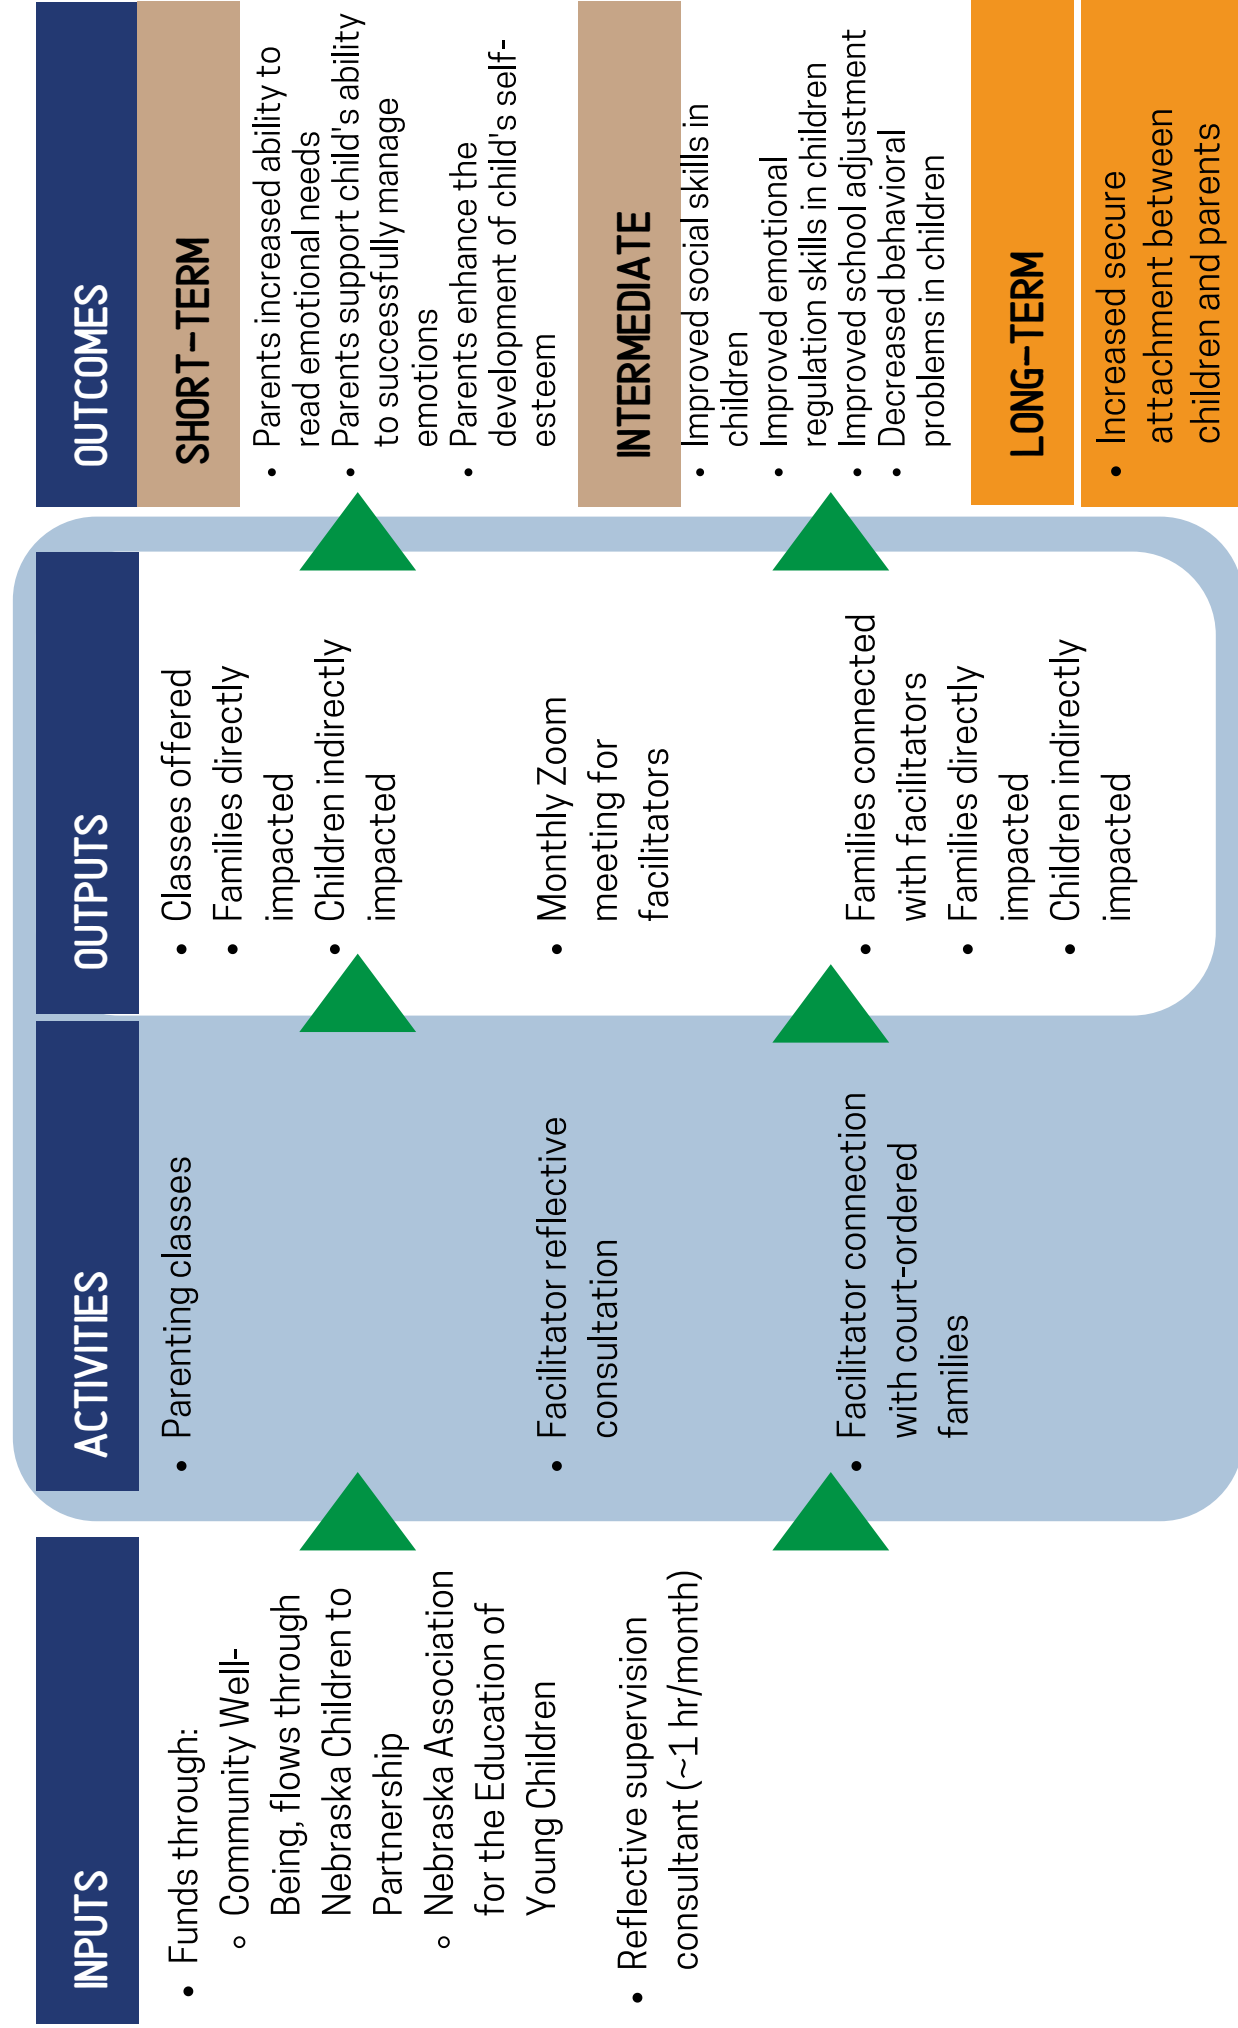 INPUTS
• Funds through:
○ Community Well-
Being, flows through
Nebraska Children to
Partnership
○ Nebraska Association
for the Education of
Young Children
• Reflective supervision
consultant (~1 hr/month)
ACTIVITIES
• Parenting classes
• Facilitator reflective
consultation
• Facilitator connection
with court-ordered
families
OUTPUTS
• Classes offered
• Families directly
impacted
• Children indirectly
impacted
• Monthly Zoom
meeting for
facilitators
• Families connected
with facilitators
• Families directly
impacted
• Children indirectly
impacted
OUTCOMES
SHORT-TERM
• Parents increased ability to
read emotional needs
• Parents support child's ability
to successfully manage
emotions
• Parents enhance the
development of child's self-
esteem
INTERMEDIATE
• Improved social skills in
children
• Improved emotional
regulation skills in children
• Improved school adjustment
• Decreased behavioral
problems in children
LONG-TERM
• Increased secure
attachment between
children and parents